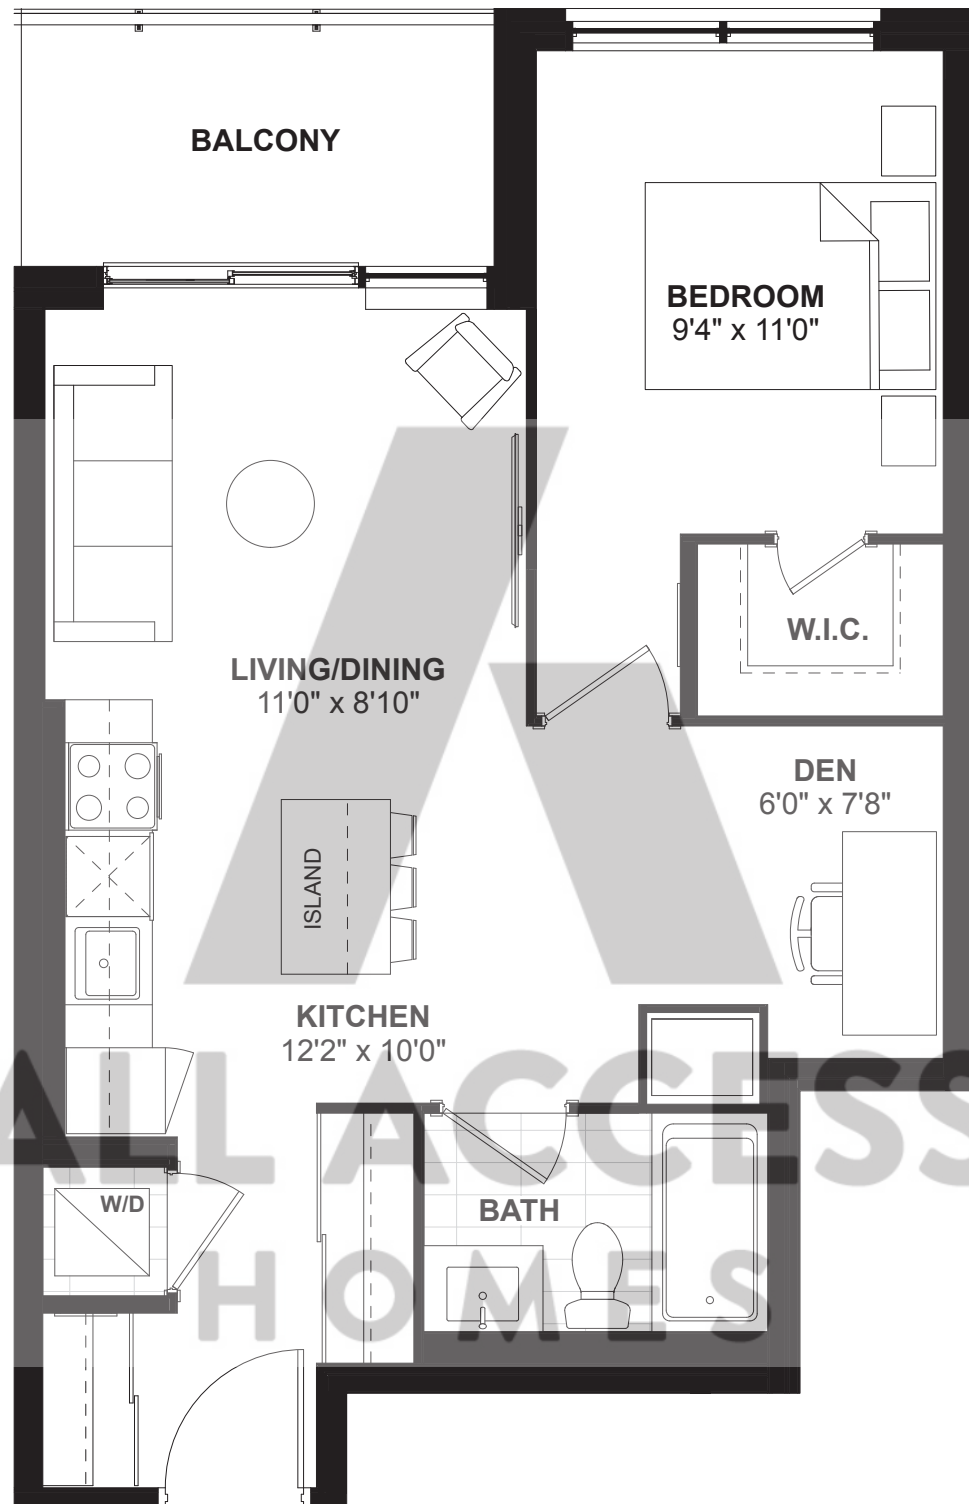 BALCONY
BEDROOM
9'4" x 11'0"
W.I.C.
LIVING/DINING
11'0" x 8'10"
DEN
6'0" x 7'8"
ISLAND
KITCHEN
12'2" x 10'0"
ALL ACCESS
W/D
BATH
HOMES